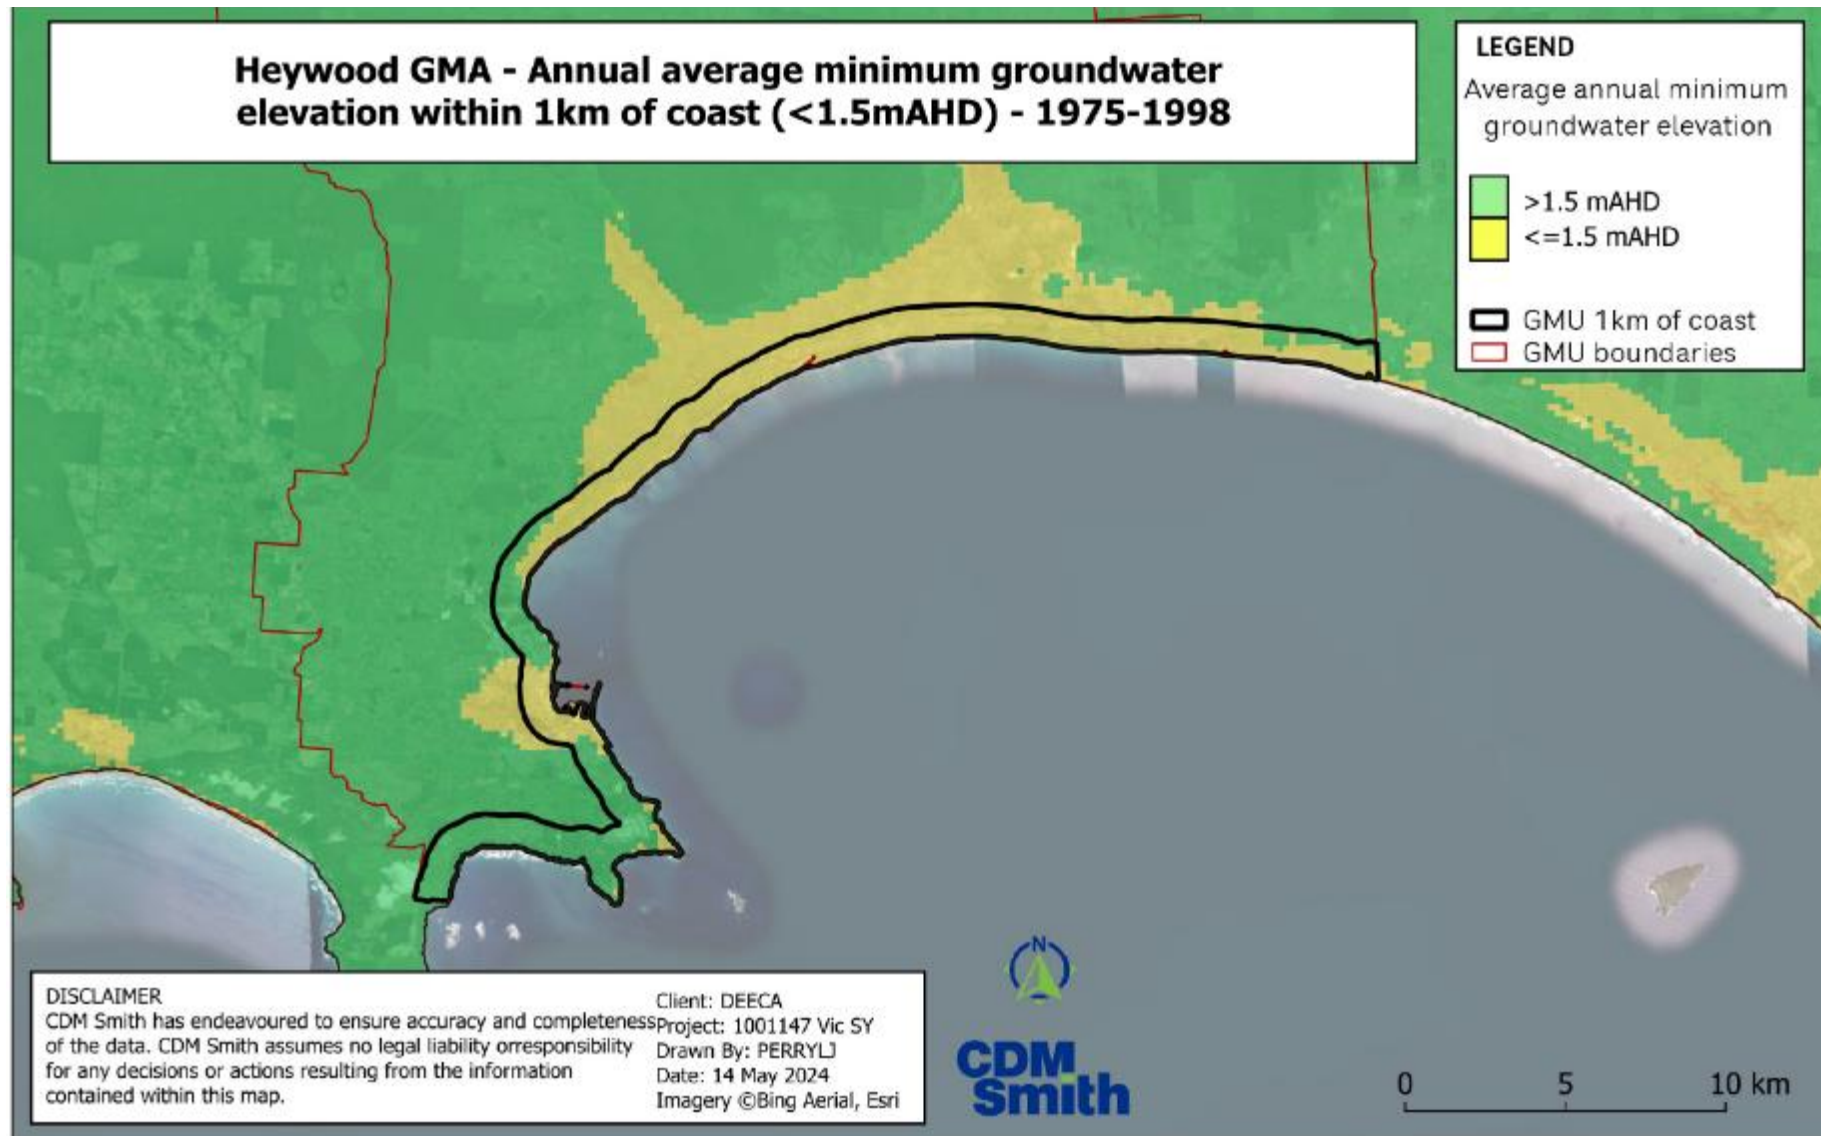 Heywood GMA - Annual average minimum groundwater
elevation within 1km of coast (<1.5mAHD) - 1975-1998
LEGEND
Average annual minimum
groundwater elevation
>1.5 mAHD
<=1.5 mAHD
GMU 1km of coast
GMU boundaries
DISCLAIMER
CDM Smith has endeavoured to ensure accuracy and completeness
of the data. CDM Smith assumes no legal liability orresponsibility
for any decisions or actions resulting from the information
contained within this map.
Client: DEECA
Project: 1001147 Vic SY
Drawn By: PERRYLJ
Date: 14 May 2024
Imagery ©Bing Aerial, Esri
N
CDM
Smith
0 5 10 km